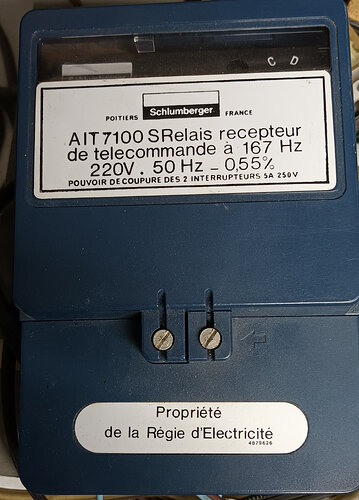 C D
Schlumberger
POITIERS FRANCE
AIT7100 SRelais recepteur
de telecommande à 167 Hz
220V . 50 Hz _ 0,55%
POUVOIR DE COUPURE DES 2 INTERRUPTEURS 5A 250V
Propriété
de la Régie d'Electricité
4879626